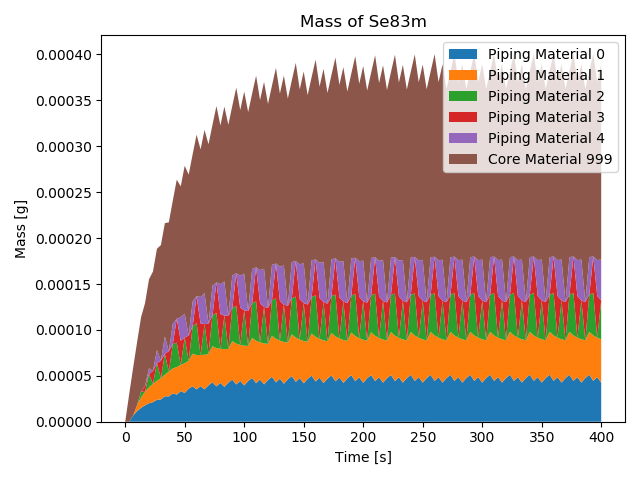 Mass of Se83m
Mass [g]
0.00040
0.00035
0.00030
0.00025
0.00020
0.00015
0.00010
0.00005
0.00000
Piping Material 0
Piping Material 1
Piping Material 2
Piping Material 3
Piping Material 4
Core Material 999
0 50 100 150 200 250 300 350 400
Time [s]